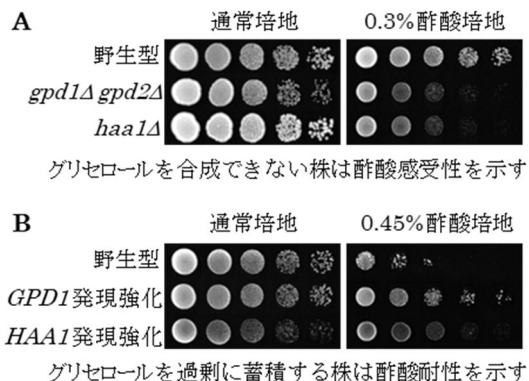 A
通常培地 0.3%酢酸培地
野生型
gpd1Δ gpd2Δ
haa1Δ
グリセロールを合成できない株は酢酸感受性を示す
B
通常培地 0.45%酢酸培地
野生型
GPD1発現強化
HAA1発現強化
グリセロールを過剰に蓄積する株は酢酸耐性を示す